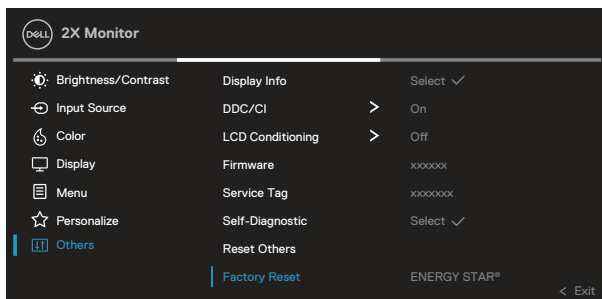 DELL 2X Monitor
Brightness/Contrast Display Info Select ✓
Input Source DDC/CI > On
Color LCD Conditioning > Off
Display Firmware xxxxxx
Menu Service Tag xxxxxxx
Personalize Self-Diagnostic Select ✓
Others Reset Others
Factory Reset ENERGY STAR®
< Exit